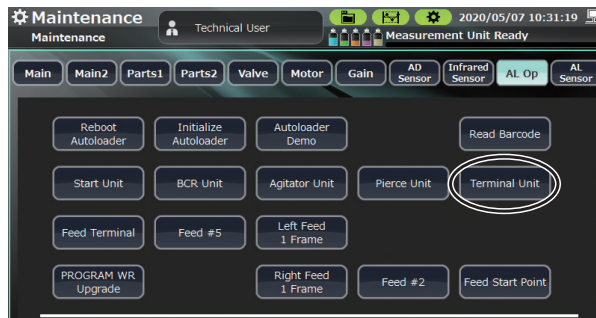 Maintenance
Technical User
2020/05/07 10:31:19
Maintenance
Measurement Unit Ready
Main
Main2
Parts1
Parts2
Valve
Motor
Gain
AD
Sensor
Infrared
Sensor
AL Op
AL
Sensor
Reboot
Autoloader
Initialize
Autoloader
Autoloader
Demo
Read Barcode
Start Unit
BCR Unit
Agitator Unit
Pierce Unit
Terminal Unit
Feed Terminal
Feed #5
Left Feed
1 Frame
PROGRAM WR
Upgrade
Right Feed
1 Frame
Feed #2
Feed Start Point